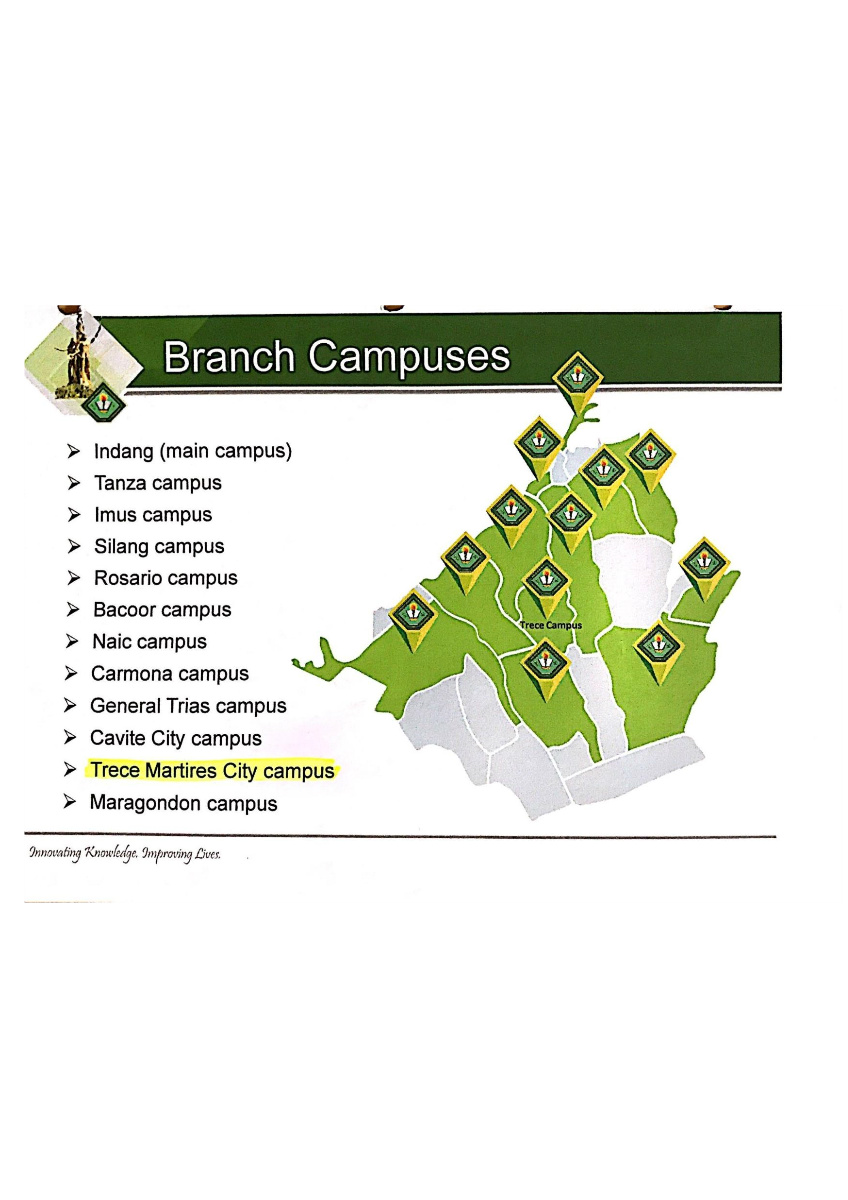 Branch Campuses
➢ Indang (main campus)
➢ Tanza campus
➢ Imus campus
➢ Silang campus
➢ Rosario campus
➢ Bacoor campus
➢ Naic campus
➢ Carmona campus
➢ General Trias campus
➢ Cavite City campus
➢ Trece Martires City campus
➢ Maragondon campus
Trece Campus
Innovating Knowledge. Improving Lives.